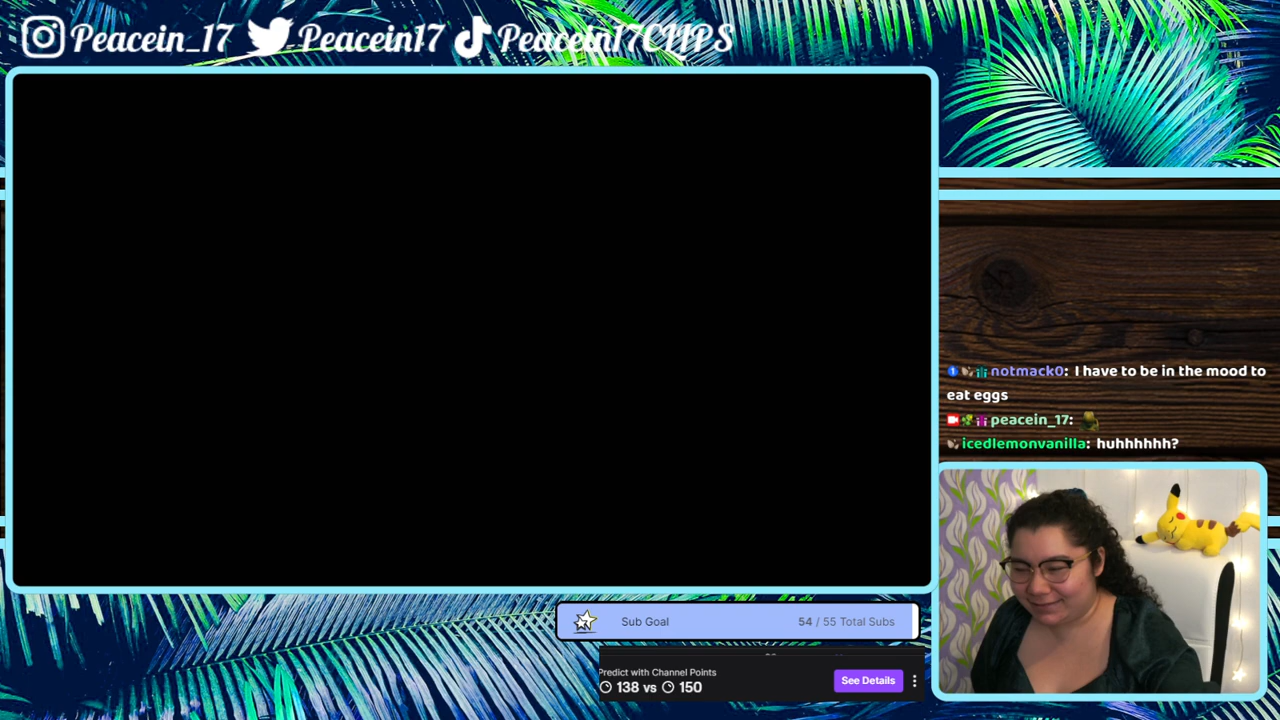 Peacein_17 Peacein17 Peacein17ClIPS
notmack0: I have to be in the mood to
eat eggs
peacein_17:
icedlemonvanilla: huhhhhhh?
Sub Goal 54 / 55 Total Subs
Predict with Channel Points
138 vs 150
See Details